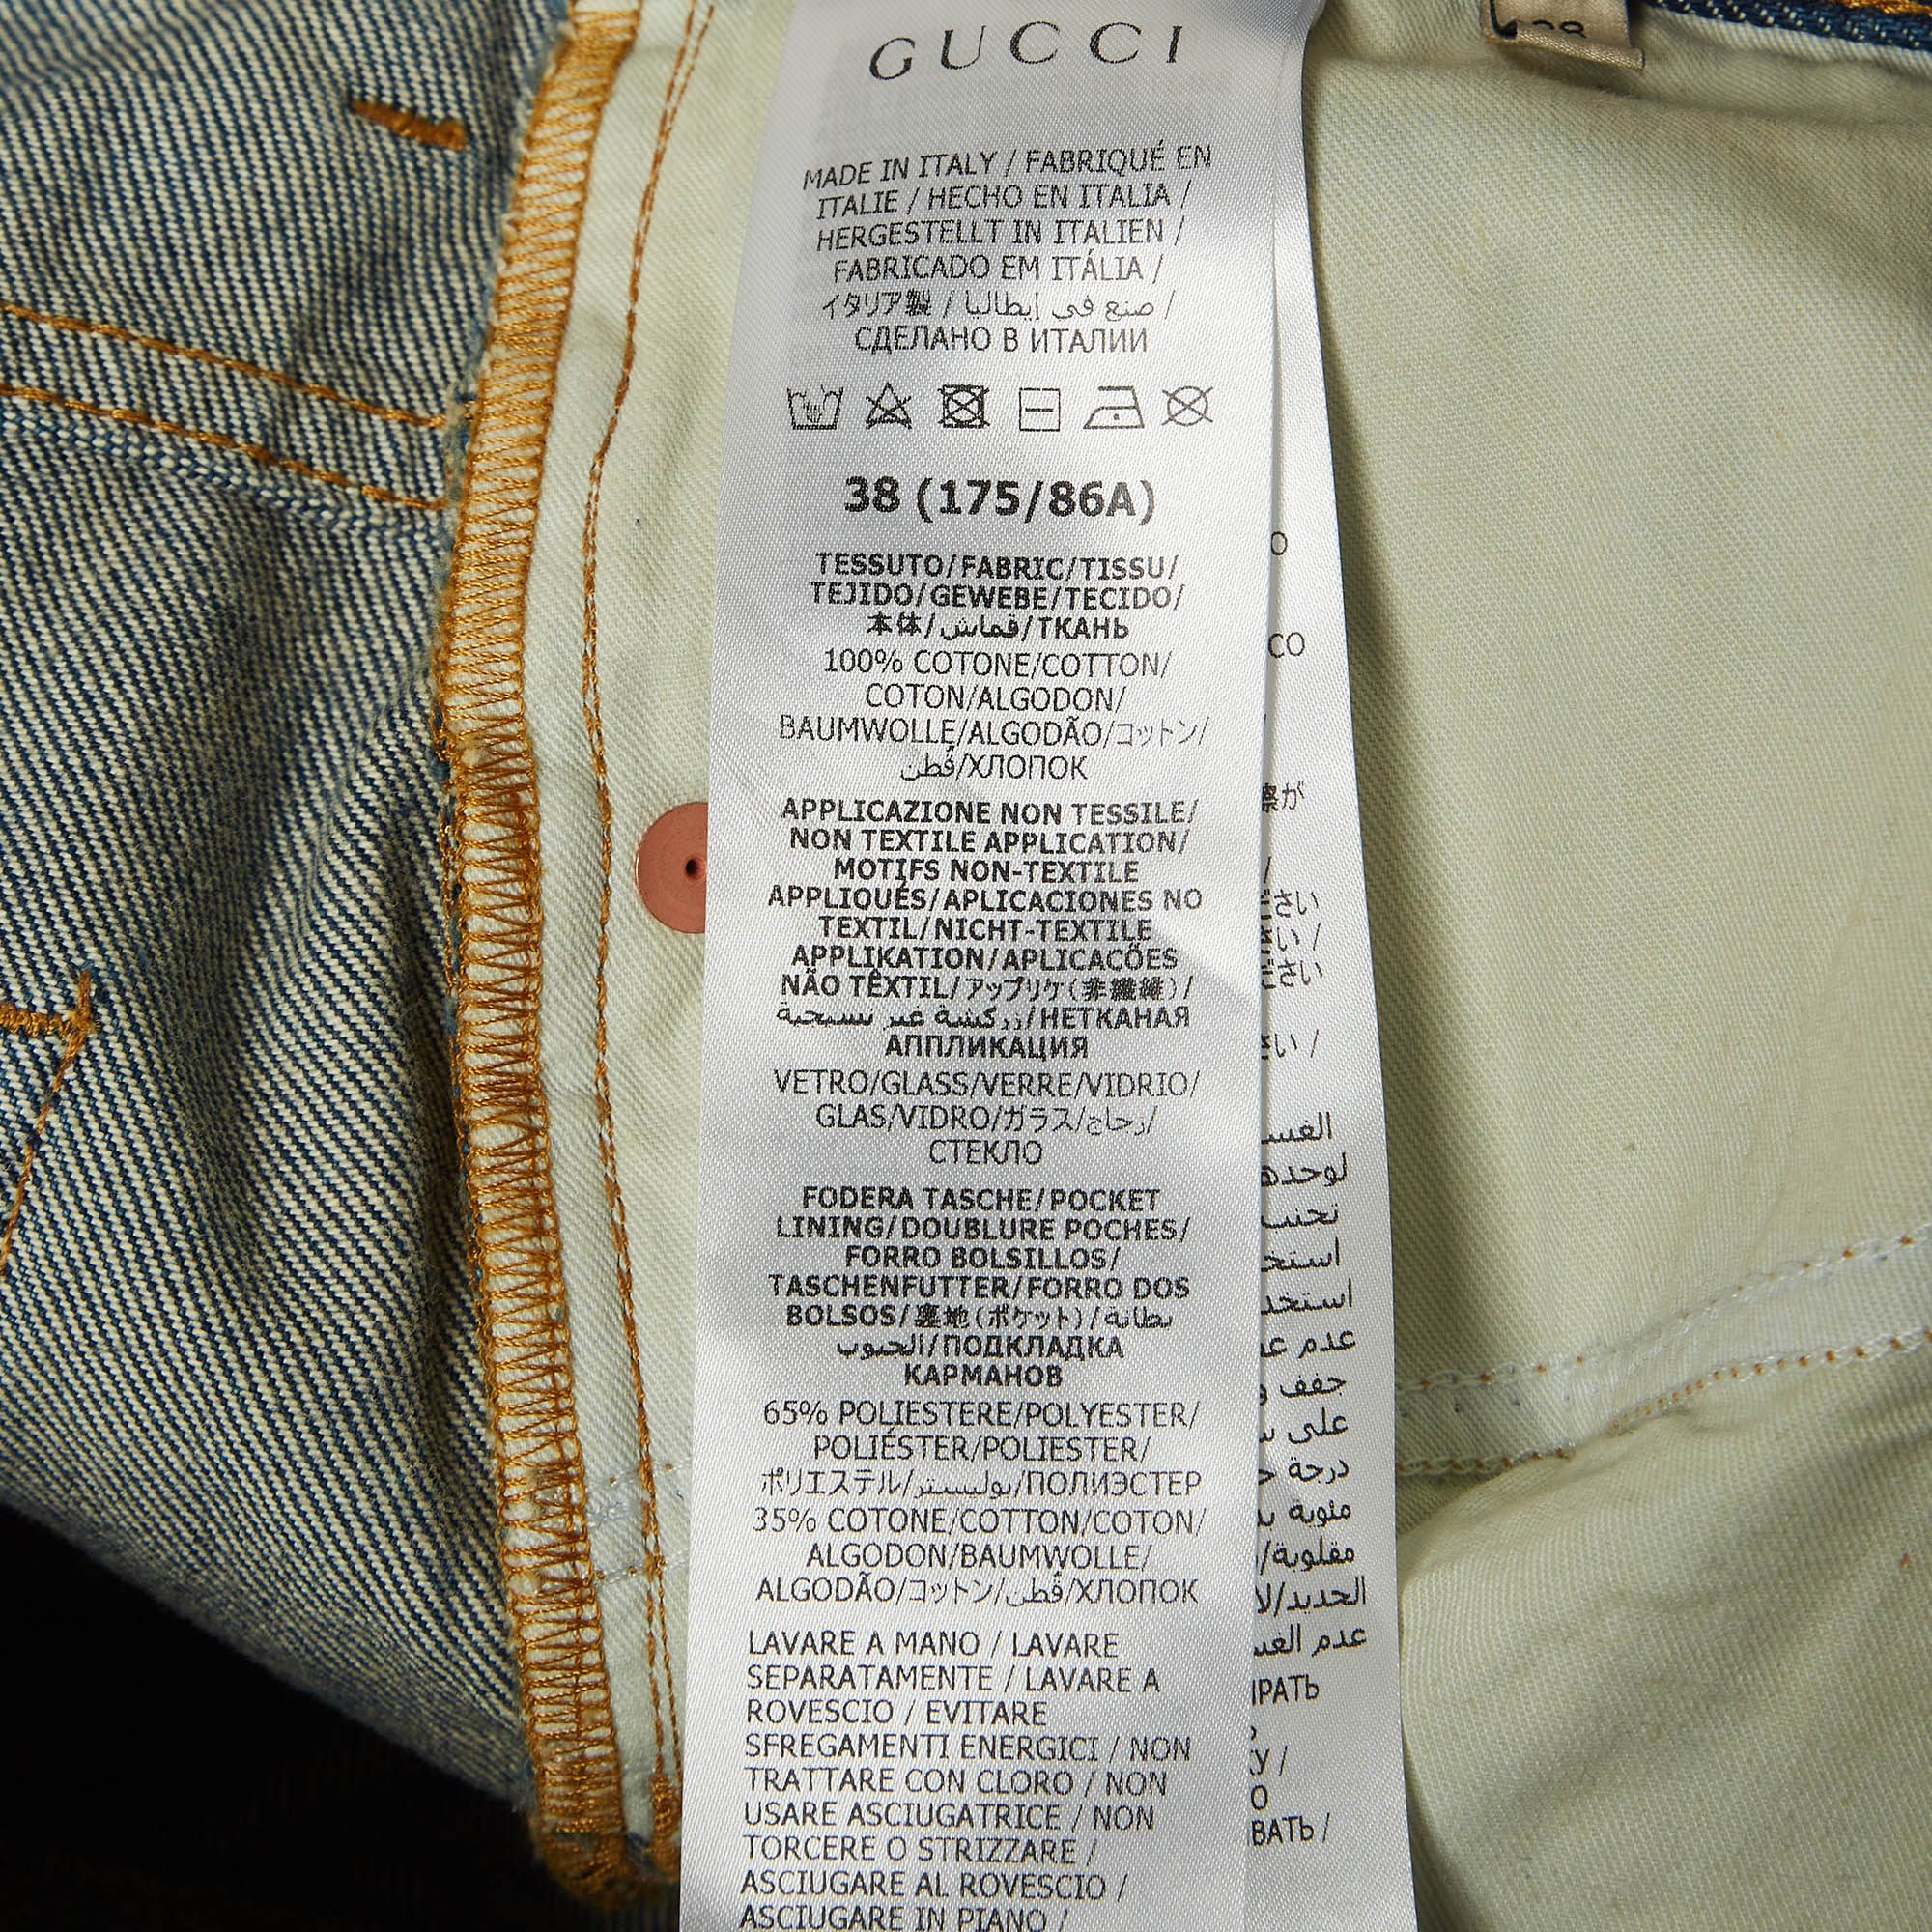 GUCCI
MADE IN ITALY / FABRIQUÉ EN
ITALIE / HECHO EN ITALIA /
HERGESTELLT IN ITALIEN /
FABRICADO EM ITÁLIA /
イタリア製 / صنع في إيطاليا /
СДЕЛАНО В ИТАЛИИ
38 (175/86A)
TESSUTO/FABRIC/TISSU/
TEJIDO/GEWEBE/TECIDO/
本体/قماش/ТКАНЬ
100% COTONE/COTTON/
COTON/ALGODON/
BAUMWOLLE/ALGODÃO/コットン/
قُطن/ХЛОПОК
APPLICAZIONE NON TESSILE/
NON TEXTILE APPLICATION/
MOTIFS NON-TEXTILE
APPLIQUÉS/APLICACIONES NO
TEXTIL/NICHT-TEXTILE
APPLIKATION/APLICACÕES
NÃO TÊXTIL/アップリケ(非繊維)/
زركشة غير نسيجية/НЕТКАНАЯ
АППЛИКАЦИЯ
VETRO/GLASS/VERRE/VIDRIO/
GLAS/VIDRO/ガラス/زجاج/
СТЕКЛО
FODERA TASCHE/POCKET
LINING/DOUBLURE POCHES/
FORRO BOLSILLOS/
TASCHENFUTTER/FORRO DOS
BOLSOS/裏地(ポケット)/بطانة
الجيوب/ПОДКЛАДКА
КАРМАНОВ
65% POLIESTERE/POLYESTER/
POLIÉSTER/POLIESTER/
ポリエステル/بوليستر/ПОЛИЭСТЕР
35% COTONE/COTTON/COTON/
ALGODON/BAUMWOLLE/
ALGODÃO/コットン/قُطن/ХЛОПОК
LAVARE A MANO / LAVARE
SEPARATAMENTE / LAVARE A
ROVESCIO / EVITARE
SFREGAMENTI ENERGICI / NON
TRATTARE CON CLORO / NON
USARE ASCIUGATRICE / NON
TORCERE O STRIZZARE /
ASCIUGARE AL ROVESCIO /
ASCIUGARE IN PIANO /